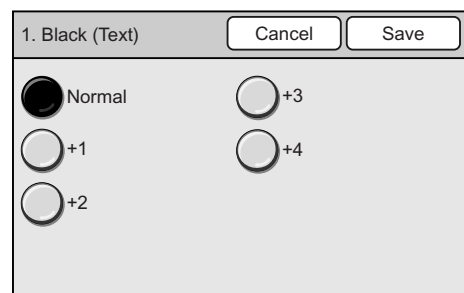 1. Black (Text)
Cancel
Save
Normal
+1
+2
+3
+4